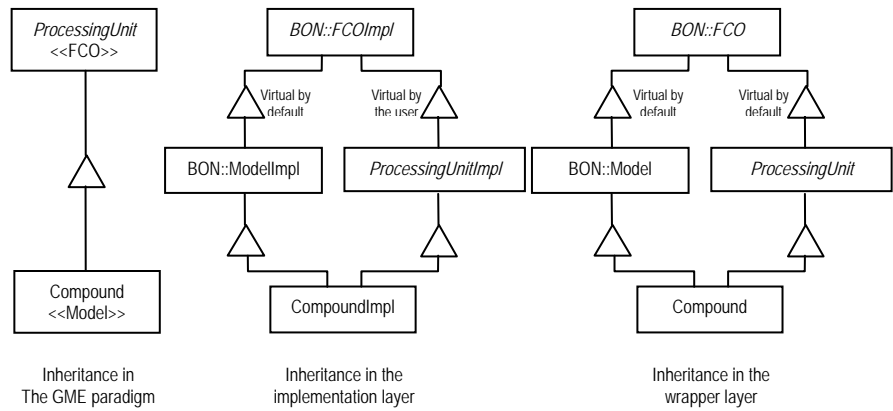 ProcessingUnit
<<FCO>>
Compound
<<Model>>
Inheritance in
The GME paradigm
BON::FCOImpl
Virtual by
default
Virtual by
the user
BON::ModelImpl
ProcessingUnitImpl
CompoundImpl
Inheritance in the
implementation layer
BON::FCO
Virtual by
default
Virtual by
default
BON::Model
ProcessingUnit
Compound
Inheritance in the
wrapper layer